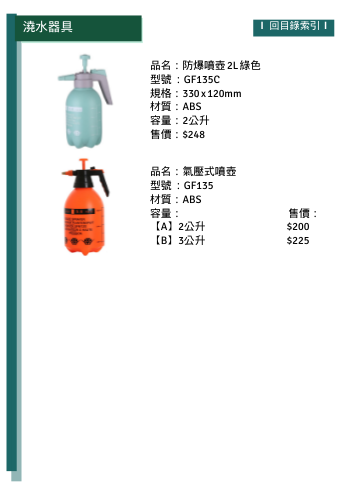 澆水器具
回目錄索引
品名：防爆噴壺 2L 綠色
型號 ：GF135C
規格：330 x 120mm
材質：ABS
容量：2公升
售價：$248
品名：氣壓式噴壺
型號 ：GF135
材質：ABS
容量： 售價：
【A】2公升 $200
【B】3公升 $225